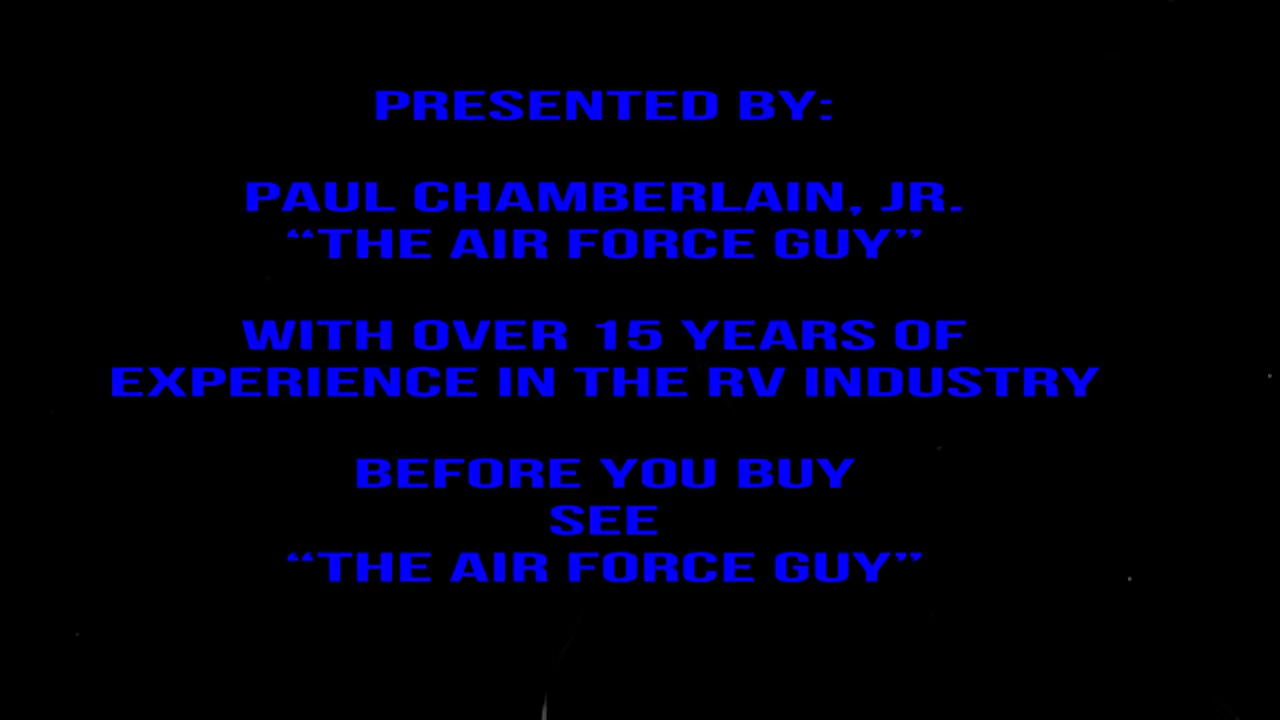 PRESENTED BY:
PAUL CHAMBERLAIN, JR.
“THE AIR FORCE GUY”
WITH OVER 15 YEARS OF
EXPERIENCE IN THE RV INDUSTRY
BEFORE YOU BUY
SEE
“THE AIR FORCE GUY”